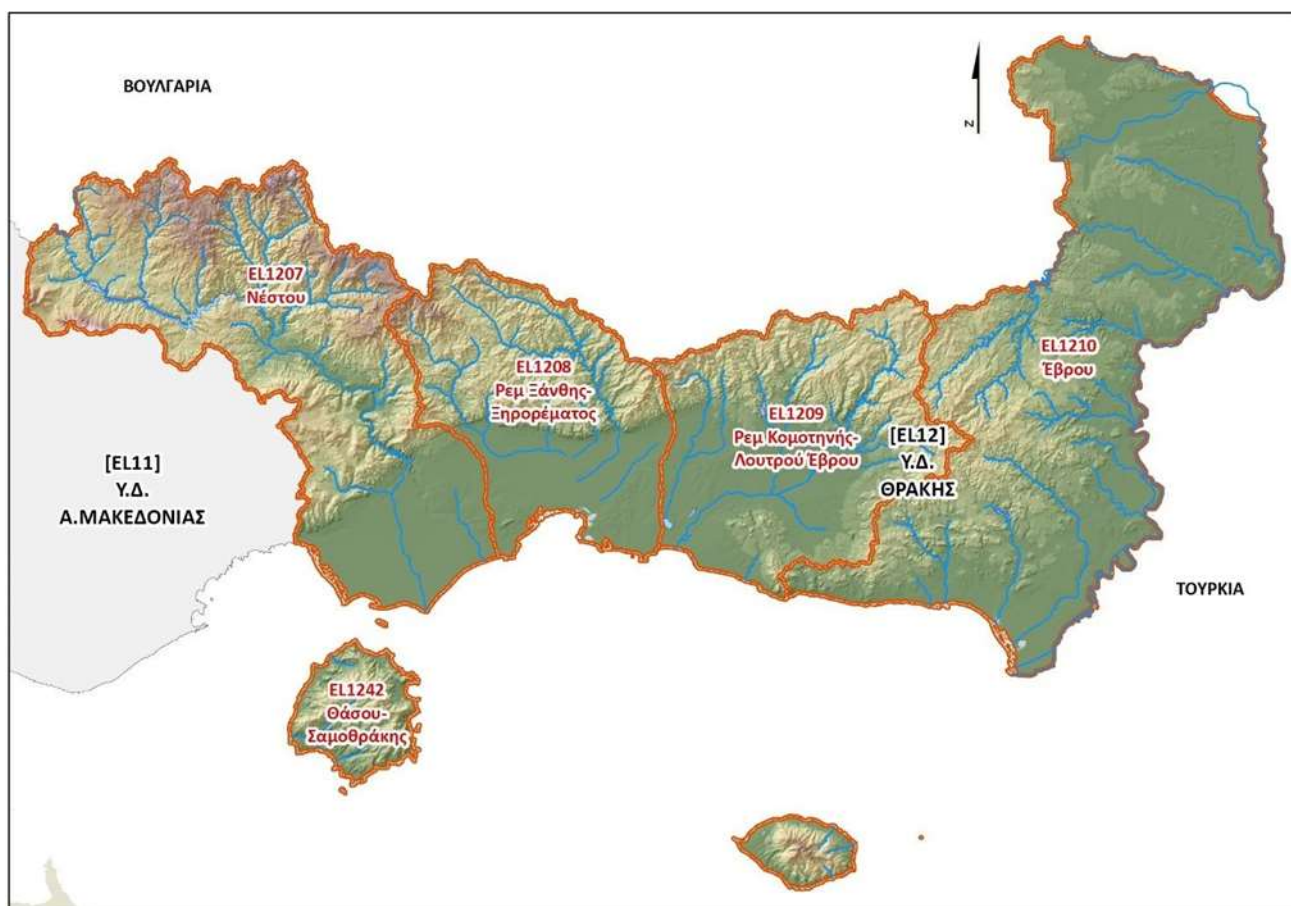 ΒΟΥΛΓΑΡΙΑ
N
EL1207
Νέστου
EL1208
Ρεμ Ξάνθης-
Ξηρορέματος
EL1209
Ρεμ Κομοτηνής-
Λουτρού Έβρου
EL1210
Έβρου
[EL12]
Υ.Δ.
ΘΡΑΚΗΣ
[EL11]
Υ.Δ.
Α.ΜΑΚΕΔΟΝΙΑΣ
ΤΟΥΡΚΙΑ
EL1242
Θάσου-
Σαμοθράκης